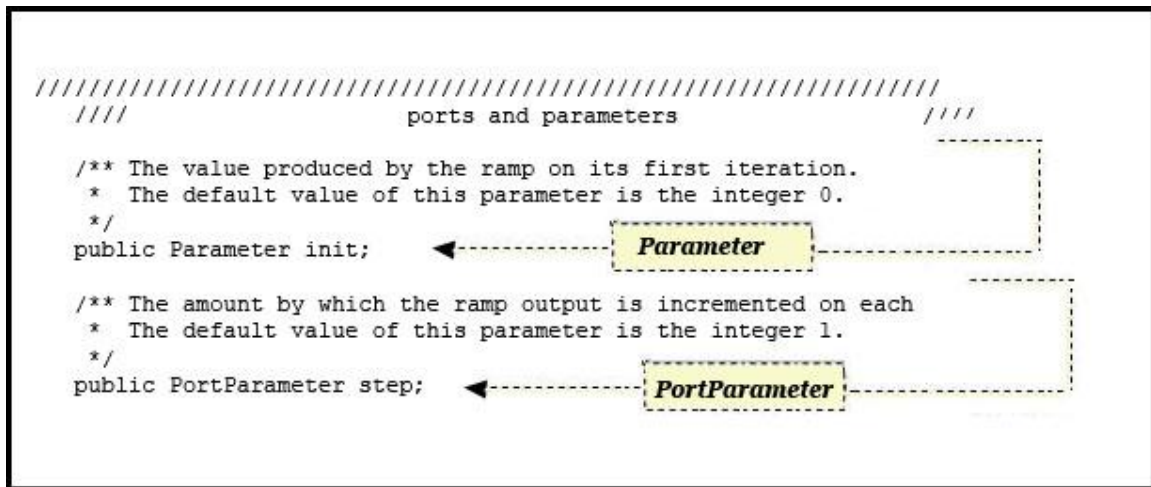 ///////////////////////////////////////////////////////////////////
//// ports and parameters ////
/** The value produced by the ramp on its first iteration.
* The default value of this parameter is the integer 0.
*/
public Parameter init;
Parameter
/** The amount by which the ramp output is incremented on each
* The default value of this parameter is the integer 1.
*/
public PortParameter step;
PortParameter